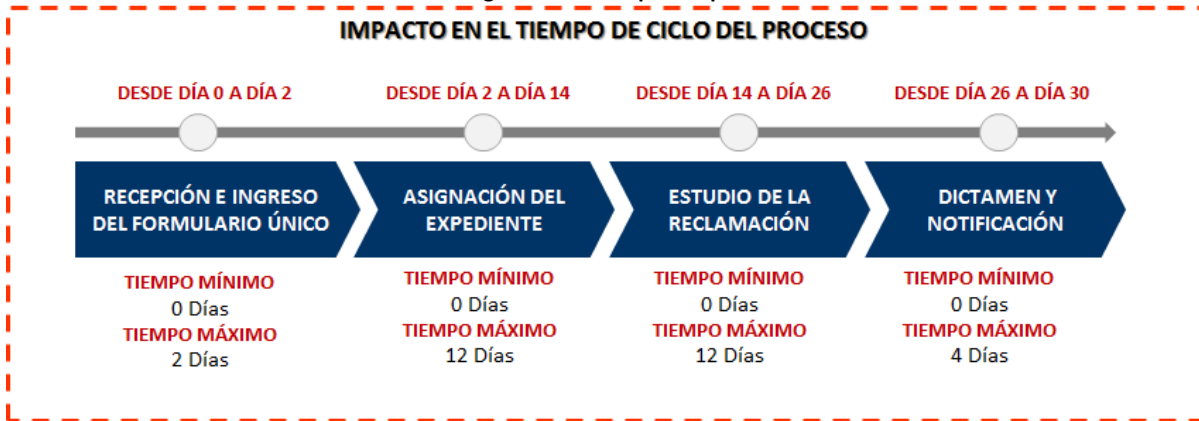 IMPACTO EN EL TIEMPO DE CICLO DEL PROCESO
DESDE DÍA 0 A DÍA 2
DESDE DÍA 2 A DÍA 14
DESDE DÍA 14 A DÍA 26
DESDE DÍA 26 A DÍA 30
RECEPCIÓN E INGRESO
DEL FORMULARIO ÚNICO
ASIGNACIÓN DEL
EXPEDIENTE
ESTUDIO DE LA
RECLAMACIÓN
DICTAMEN Y
NOTIFICACIÓN
TIEMPO MÍNIMO
0 Días
TIEMPO MÁXIMO
2 Días
TIEMPO MÍNIMO
0 Días
TIEMPO MÁXIMO
12 Días
TIEMPO MÍNIMO
0 Días
TIEMPO MÁXIMO
12 Días
TIEMPO MÍNIMO
0 Días
TIEMPO MÁXIMO
4 Días